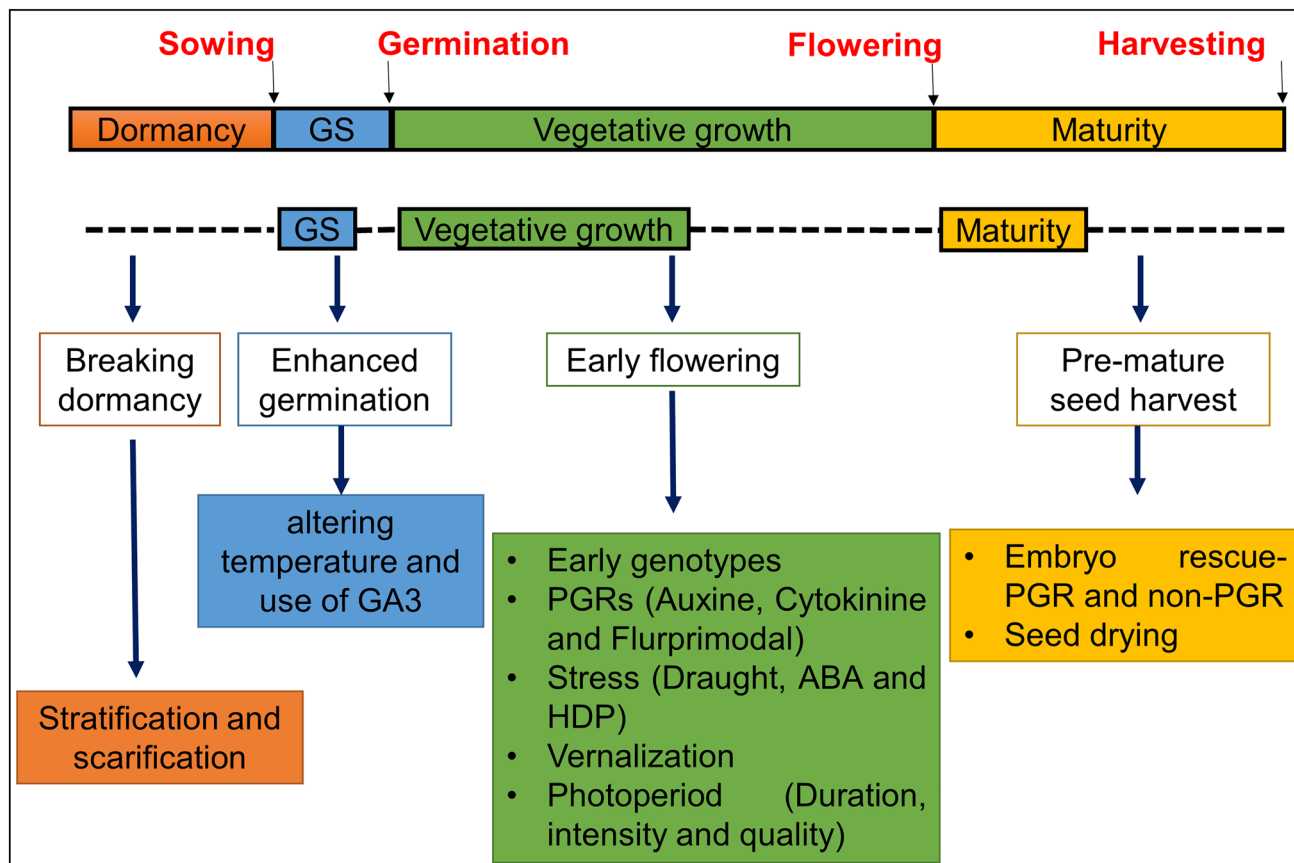 Sowing Germination Flowering Harvesting
Dormancy GS Vegetative growth Maturity
GS Vegetative growth Maturity
Breaking
dormancy
Enhanced
germination
Early flowering
Pre-mature
seed harvest
altering
temperature and
use of GA3
Stratification and
scarification
• Early genotypes
• PGRs (Auxine, Cytokinine
and Flurprimodal)
• Stress (Draught, ABA and
HDP)
• Vernalization
• Photoperiod (Duration,
intensity and quality)
• Embryo rescue-
PGR and non-PGR
• Seed drying